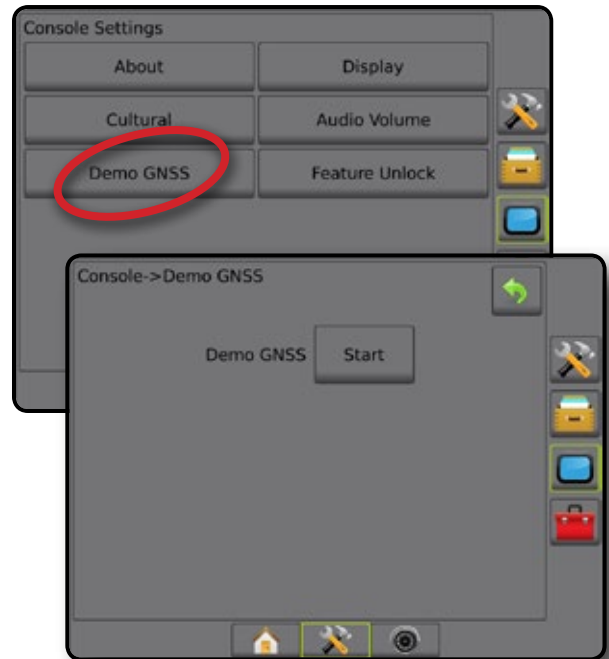 Console Settings
About Display
Cultural Audio Volume
Demo GNSS Feature Unlock
Console->Demo GNSS
Demo GNSS Start